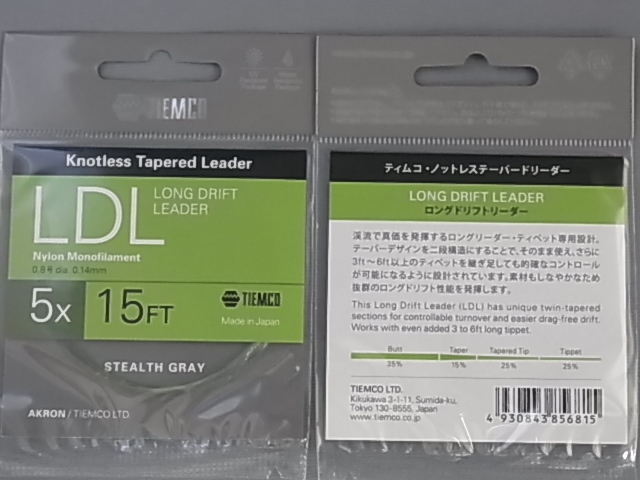 TIEMCO
Knotless Tapered Leader
LDL
LONG DRIFT
LEADER
Nylon Monofilament
0.8号 dia. 0.14mm
5X
15FT
TIEMCO
Made in Japan
STEALTH GRAY
AKRON / TIEMCO LTD.
ティムコ・ノットレステーパードリーダー
LONG DRIFT LEADER
ロングドリフトリーダー
渓流で真価を発揮するロングリーダー・ティペット専用設計。
テーパーデザインを二段構造にすることで、そのまま使え、さらに
3ft～6ft以上のティペットを継ぎ足しても的確なコントロール
が可能になるように設計されています。素材もしなやかなため
抜群のロングドリフト性能を発揮します。
This Long Drift Leader (LDL) has unique twin-tapered
sections for controllable turnover and easier drag-free drift.
Works with even added 3 to 6ft long tippet.
Butt Taper Tapered Tip Tippet
35% 15% 25% 25%
TIEMCO LTD.
Kikukawa 3-1-11, Sumida-ku,
Tokyo 130-8555, Japan
www.tiemco.co.jp
4 930843 856815